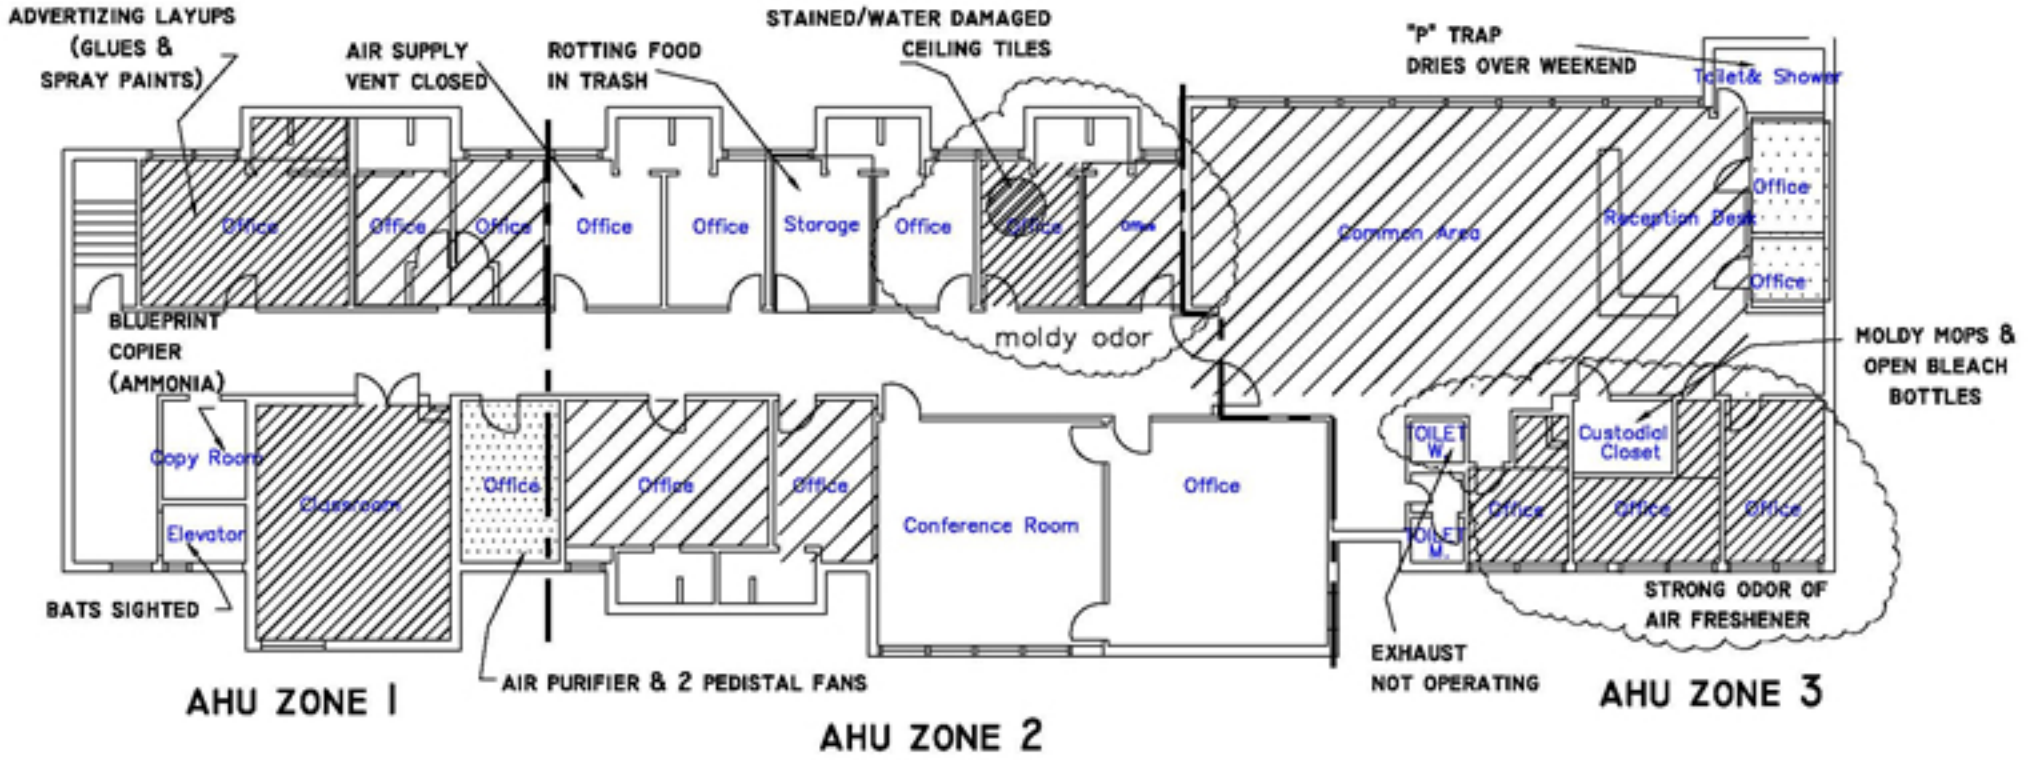 ADVERTIZING LAYUPS
(GLUES &
SPRAY PAINTS)
AIR SUPPLY
VENT CLOSED
ROTTING FOOD
IN TRASH
STAINED/WATER DAMAGED
CEILING TILES
"P" TRAP
DRIES OVER WEEKEND
Toilet& Shower
Office
Office
Office
Office
Office
Storage
Office
Office
Office
Common Area
Reception Desk
Office
Office
moldy odor
BLUEPRINT
COPIER
(AMMONIA)
MOLDY MOPS &
OPEN BLEACH
BOTTLES
Copy Room
Elevator
Classroom
Office
Office
Office
Conference Room
Office
TOILET
W.
TOILET
M.
Custodial
Closet
Office
Office
Office
BATS SIGHTED
STRONG ODOR OF
AIR FRESHENER
AIR PURIFIER & 2 PEDISTAL FANS
EXHAUST
NOT OPERATING
AHU ZONE 1
AHU ZONE 2
AHU ZONE 3